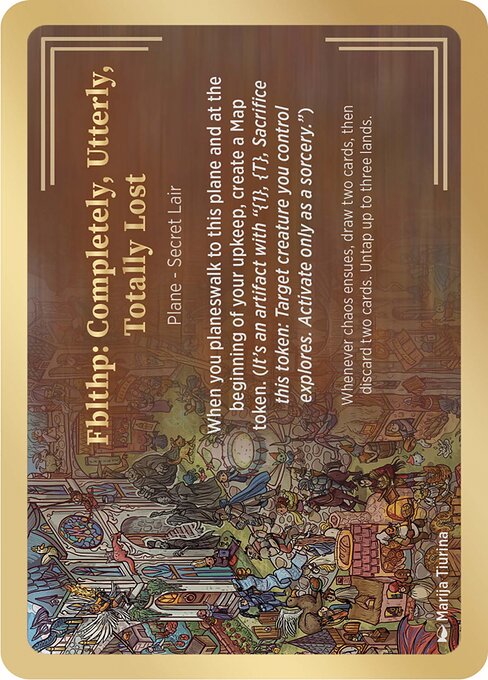 Fblthp: Completely, Utterly,
Totally Lost
Plane - Secret Lair
When you planeswalk to this plane and at the
beginning of your upkeep, create a Map
token. (It's an artifact with "{1}, {T}, Sacrifice
this token: Target creature you control
explores. Activate only as a sorcery.")
Whenever chaos ensues, draw two cards, then
discard two cards. Untap up to three lands.
Marija Tiurina